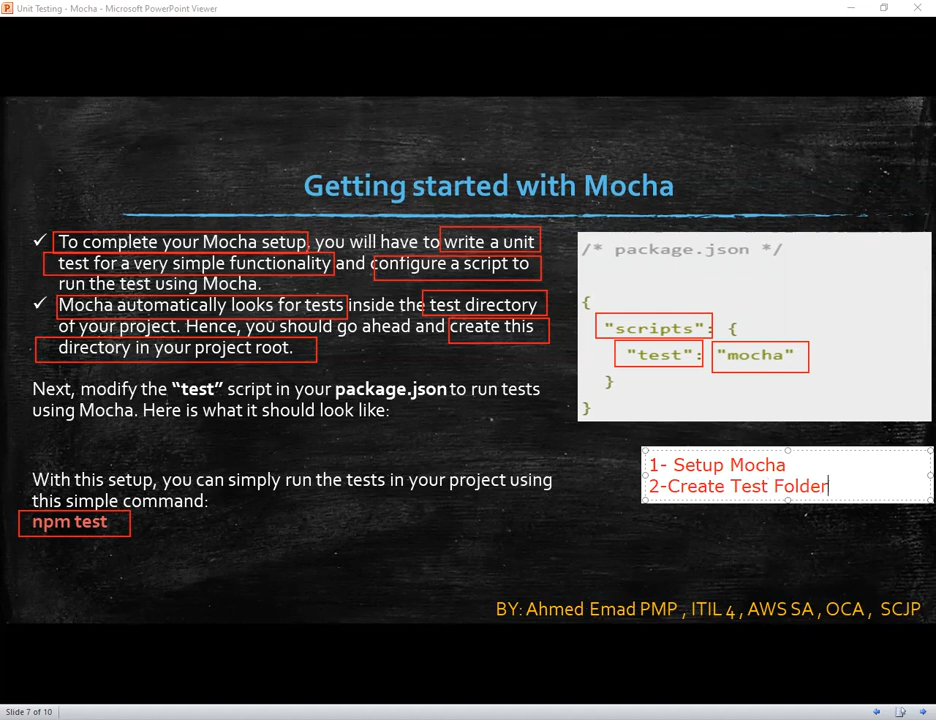 Unit Testing - Mocha - Microsoft PowerPoint Viewer
Getting started with Mocha
✓ To complete your Mocha setup, you will have to write a unit
test for a very simple functionality and configure a script to
run the test using Mocha.
✓ Mocha automatically looks for tests inside the test directory
of your project. Hence, you should go ahead and create this
directory in your project root.
Next, modify the “test” script in your package.json to run tests
using Mocha. Here is what it should look like:
With this setup, you can simply run the tests in your project using
this simple command:
npm test
/* package.json */
{
"scripts": {
"test": "mocha"
}
}
1- Setup Mocha
2-Create Test Folder
BY: Ahmed Emad PMP , ITIL 4 , AWS SA , OCA , SCJP
Slide 7 of 10